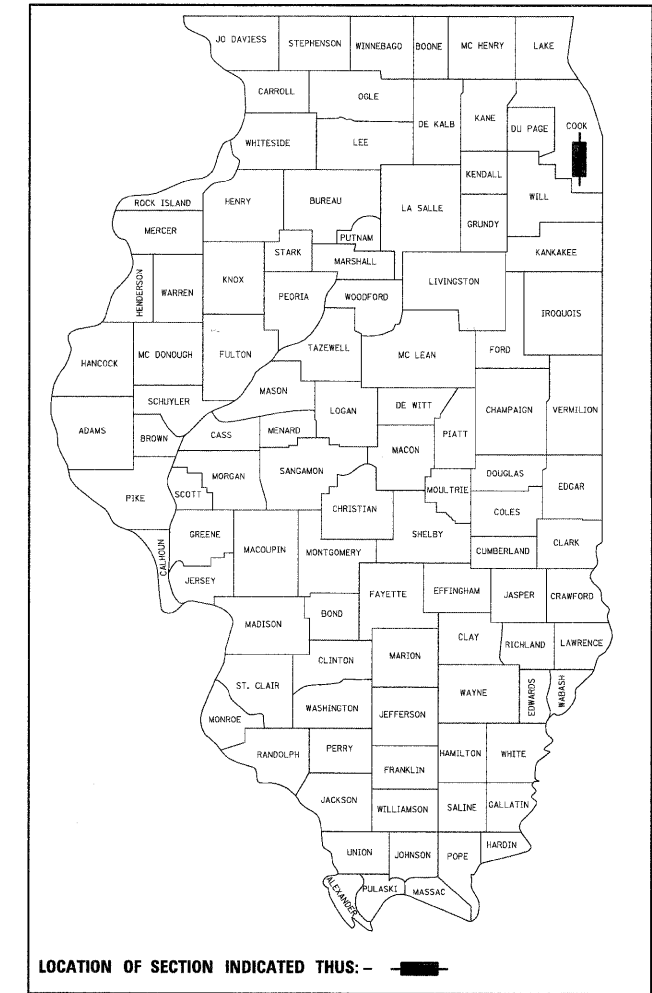 JO DAVIESS
STEPHENSON
WINNEBAGO
BOONE
MC HENRY
LAKE
CARROLL
OGLE
DE KALB
KANE
DU PAGE
COOK
WHITESIDE
LEE
KENDALL
WILL
ROCK ISLAND
HENRY
BUREAU
LA SALLE
GRUNDY
MERCER
PUTNAM
KANKAKEE
STARK
MARSHALL
HENDERSON
WARREN
KNOX
PEORIA
WOODFORD
LIVINGSTON
IROQUOIS
HANCOCK
MC DONOUGH
FULTON
TAZEWELL
MC LEAN
FORD
MASON
SCHUYLER
LOGAN
DE WITT
CHAMPAIGN
VERMILION
ADAMS
BROWN
CASS
MENARD
PIATT
MACON
PIKE
SCOTT
MORGAN
SANGAMON
MOULTRIE
DOUGLAS
EDGAR
CHRISTIAN
COLES
CALHOUN
GREENE
MACOUPIN
MONTGOMERY
SHELBY
CUMBERLAND
CLARK
JERSEY
FAYETTE
EFFINGHAM
JASPER
CRAWFORD
MADISON
BOND
CLAY
RICHLAND
LAWRENCE
CLINTON
MARION
ST. CLAIR
WAYNE
EDWARDS
WABASH
MONROE
WASHINGTON
JEFFERSON
RANDOLPH
PERRY
HAMILTON
WHITE
FRANKLIN
JACKSON
WILLIAMSON
SALINE
GALLATIN
UNION
JOHNSON
POPE
HARDIN
ALEXANDER
PULASKI
MASSAC
LOCATION OF SECTION INDICATED THUS: -